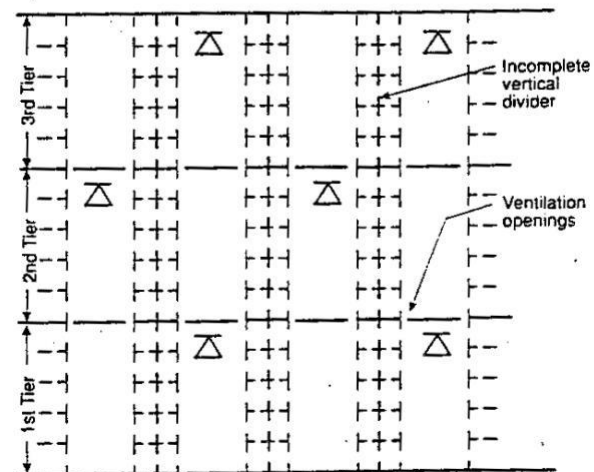 3rd Tier
2nd Tier
1st Tier
Incomplete
vertical
divider
Ventilation
openings